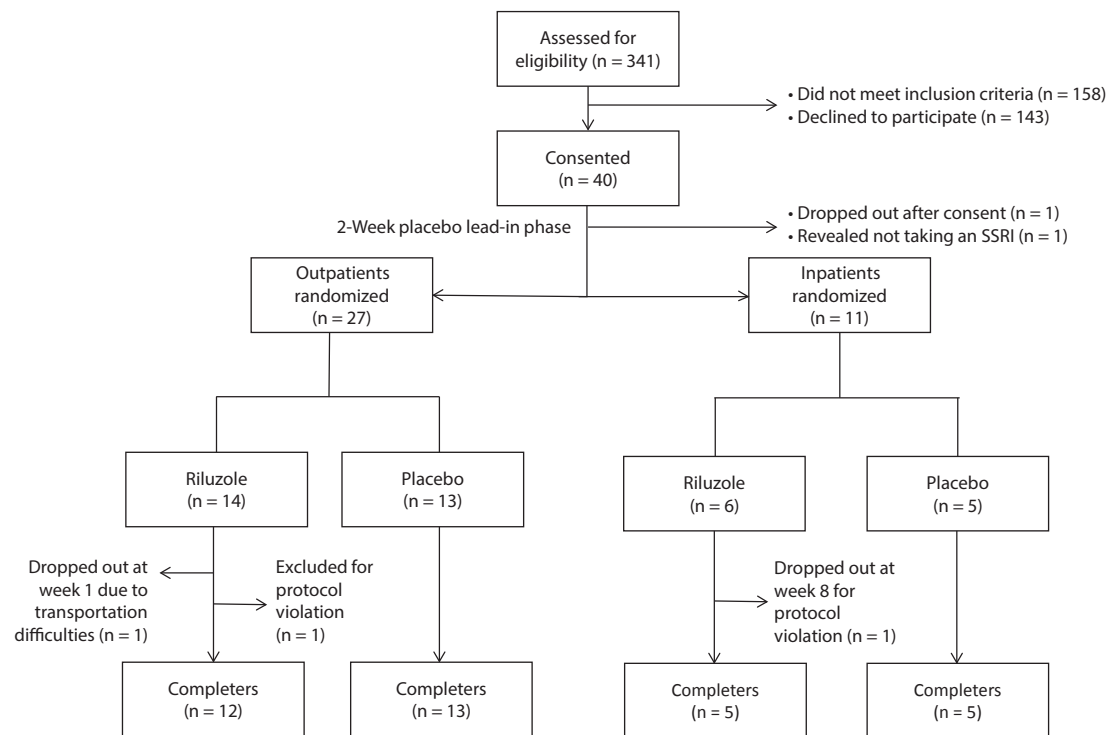 Assessed for
eligibility (n = 341)
• Did not meet inclusion criteria (n = 158)
• Declined to participate (n = 143)
Consented
(n = 40)
2-Week placebo lead-in phase
• Dropped out after consent (n = 1)
• Revealed not taking an SSRI (n = 1)
Outpatients
randomized
(n = 27)
Inpatients
randomized
(n = 11)
Riluzole
(n = 14)
Placebo
(n = 13)
Riluzole
(n = 6)
Placebo
(n = 5)
Dropped out at
week 1 due to
transportation
difficulties (n = 1)
Excluded for
protocol
violation
(n = 1)
Dropped out at
week 8 for
protocol
violation (n = 1)
Completers
(n = 12)
Completers
(n = 13)
Completers
(n = 5)
Completers
(n = 5)